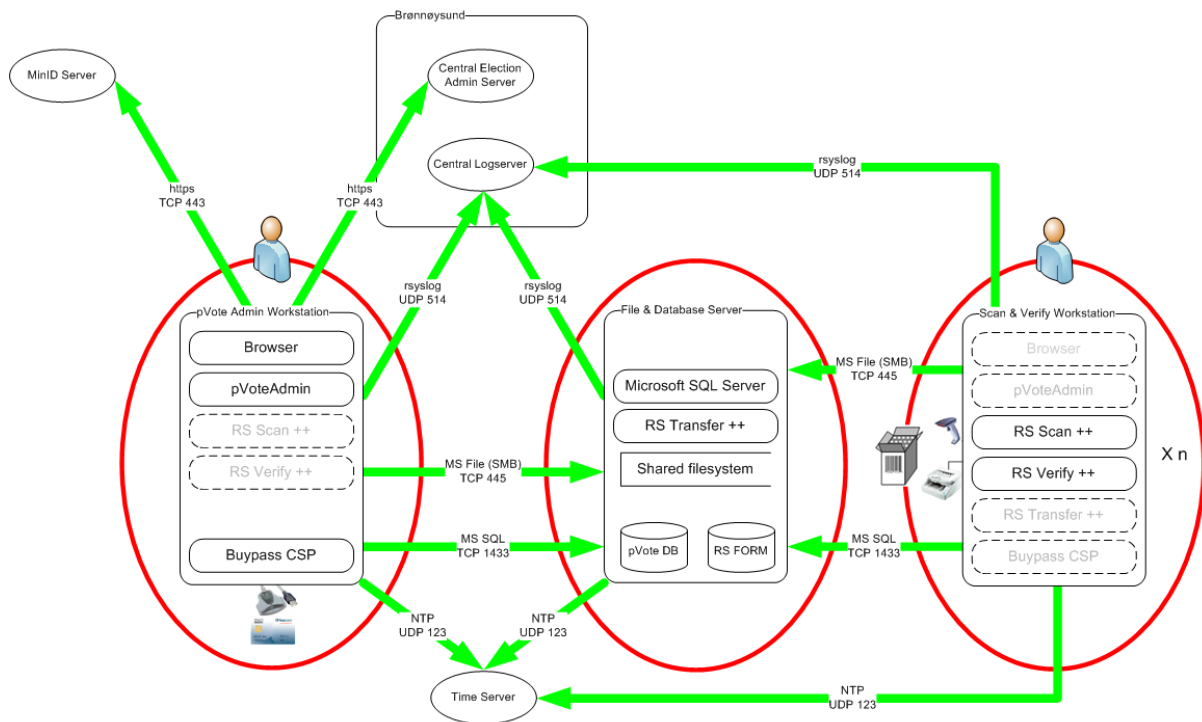 Brønnøysund
MinID Server
Central Election
Admin Server
Central Logserver
https
TCP 443
https
TCP 443
rsyslog
UDP 514
rsyslog
UDP 514
rsyslog
UDP 514
pVote Admin Workstation
Browser
pVoteAdmin
RS Scan ++
RS Verify ++
Buypass CSP
MS File (SMB)
TCP 445
MS SQL
TCP 1433
NTP
UDP 123
File & Database Server
Microsoft SQL Server
RS Transfer ++
Shared filesystem
pVote DB
RS FORM
NTP
UDP 123
MS File (SMB)
TCP 445
MS SQL
TCP 1433
Scan & Verify Workstation
Browser
pVoteAdmin
RS Scan ++
RS Verify ++
RS Transfer ++
Buypass CSP
X n
Time Server
NTP
UDP 123